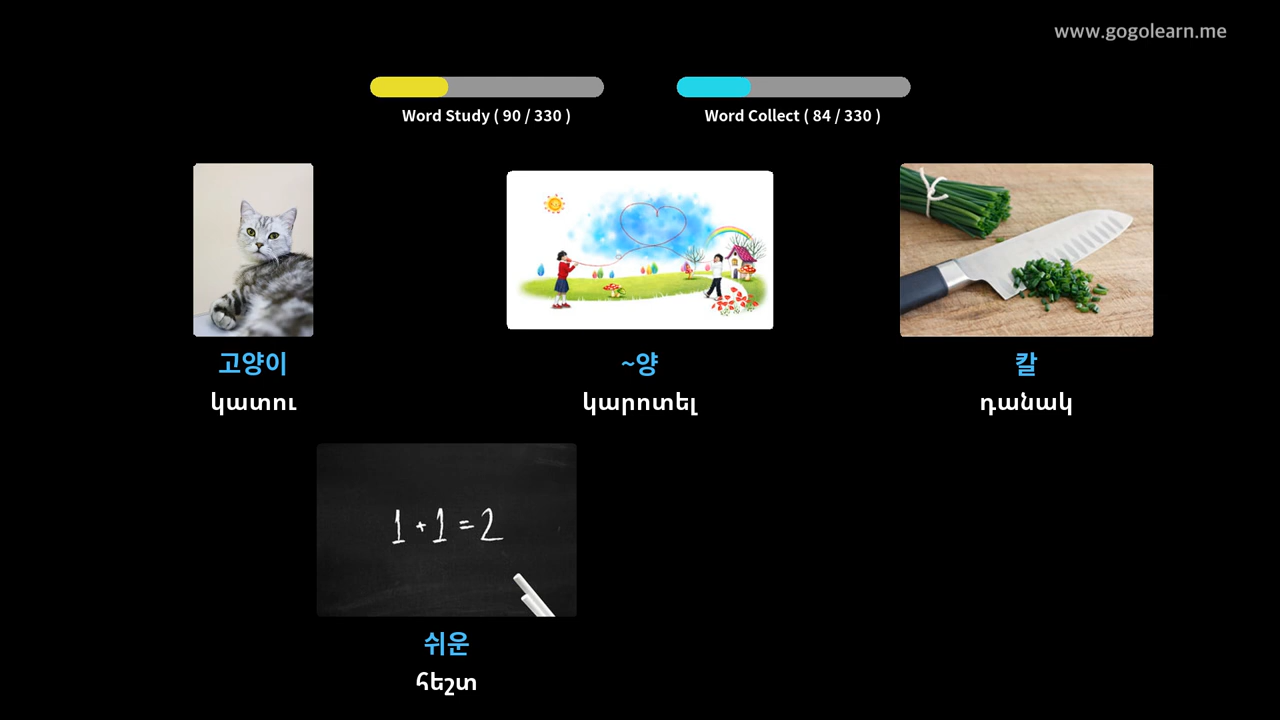 www.gogolearn.me
Word Study ( 90 / 330 )
Word Collect ( 84 / 330 )
고양이
կատու
~양
կարոտել
칼
դանակ
1 + 1 = 2
쉬운
հեշտ